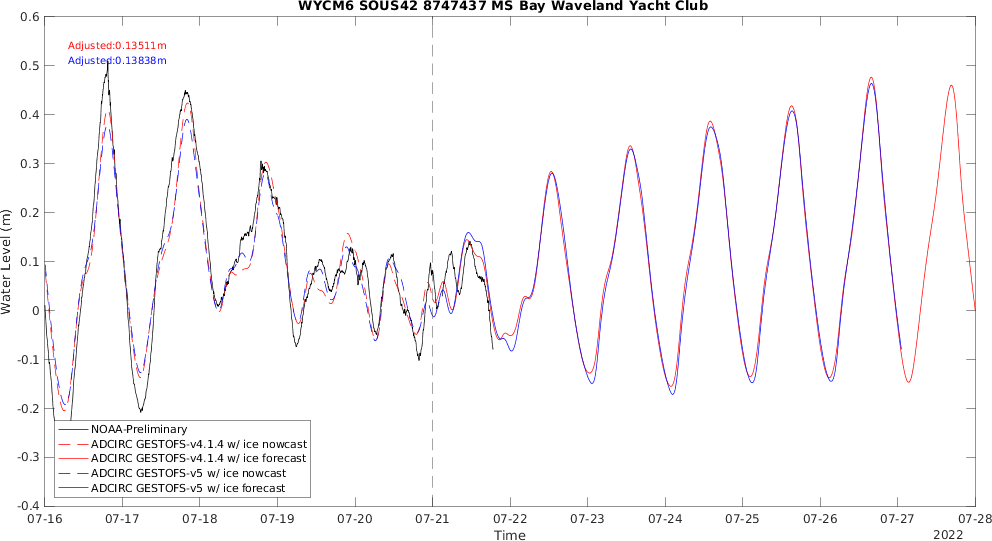 WYCM6 SOUS42 8747437 MS Bay Waveland Yacht Club
0.6
0.5
0.4
0.3
0.2
0.1
0
-0.1
-0.2
-0.3
-0.4
Water Level (m)
Adjusted:0.13511m
Adjusted:0.13838m
NOAA-Preliminary
ADCIRC GESTOFS-v4.1.4 w/ ice nowcast
ADCIRC GESTOFS-v4.1.4 w/ ice forecast
ADCIRC GESTOFS-v5 w/ ice nowcast
ADCIRC GESTOFS-v5 w/ ice forecast
07-16 07-17 07-18 07-19 07-20 07-21 07-22 07-23 07-24 07-25 07-26 07-27 07-28
Time
2022